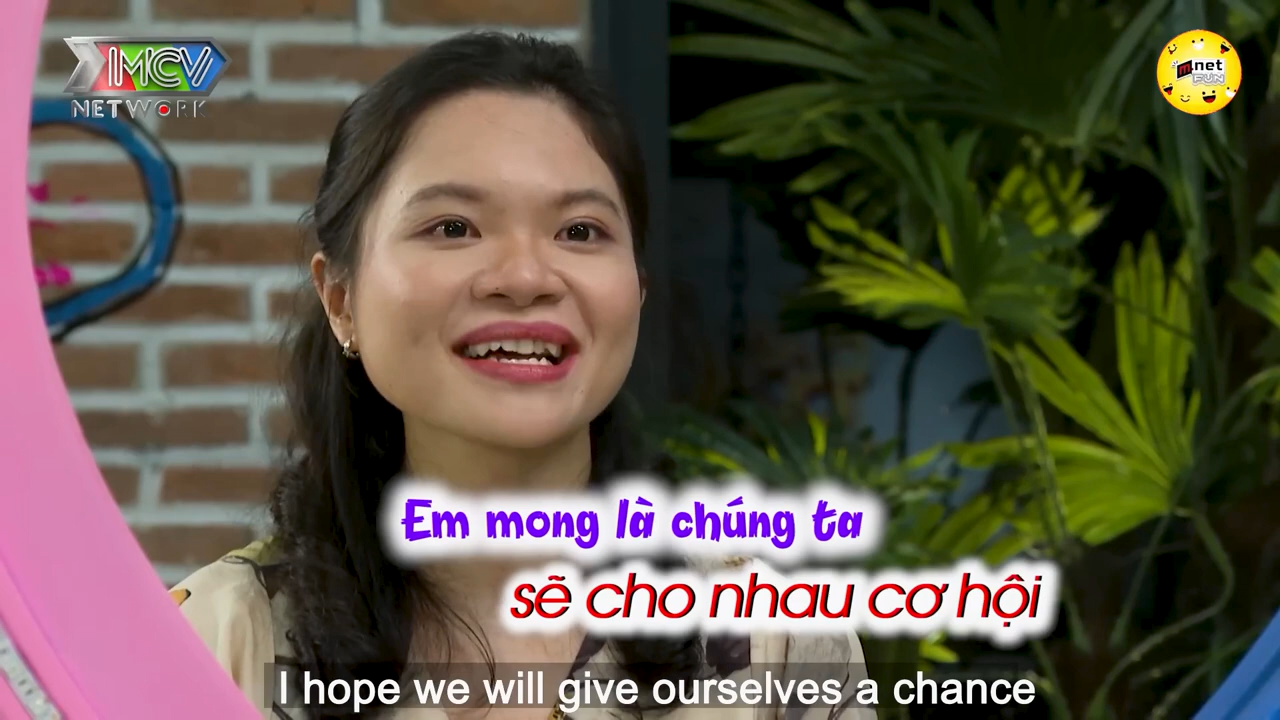 MCV
NETWORK
m.net
FUN
Em mong là chúng ta
sẽ cho nhau cơ hội
I hope we will give ourselves a chance